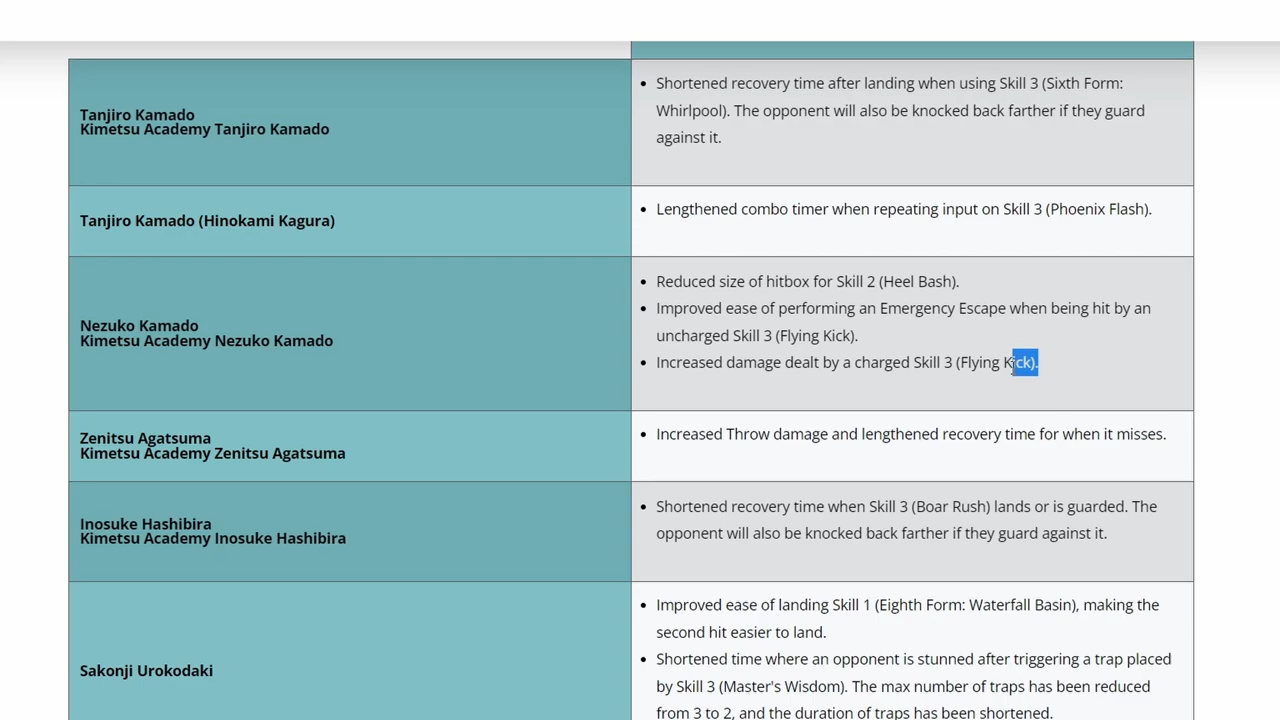 Tanjiro Kamado
Kimetsu Academy Tanjiro Kamado
• Shortened recovery time after landing when using Skill 3 (Sixth Form:
Whirlpool). The opponent will also be knocked back farther if they guard
against it.
Tanjiro Kamado (Hinokami Kagura)
• Lengthened combo timer when repeating input on Skill 3 (Phoenix Flash).
Nezuko Kamado
Kimetsu Academy Nezuko Kamado
• Reduced size of hitbox for Skill 2 (Heel Bash).
• Improved ease of performing an Emergency Escape when being hit by an
uncharged Skill 3 (Flying Kick).
• Increased damage dealt by a charged Skill 3 (Flying Kick).
Zenitsu Agatsuma
Kimetsu Academy Zenitsu Agatsuma
• Increased Throw damage and lengthened recovery time for when it misses.
Inosuke Hashibira
Kimetsu Academy Inosuke Hashibira
• Shortened recovery time when Skill 3 (Boar Rush) lands or is guarded. The
opponent will also be knocked back farther if they guard against it.
Sakonji Urokodaki
• Improved ease of landing Skill 1 (Eighth Form: Waterfall Basin), making the
second hit easier to land.
• Shortened time where an opponent is stunned after triggering a trap placed
by Skill 3 (Master's Wisdom). The max number of traps has been reduced
from 3 to 2, and the duration of traps has been shortened.